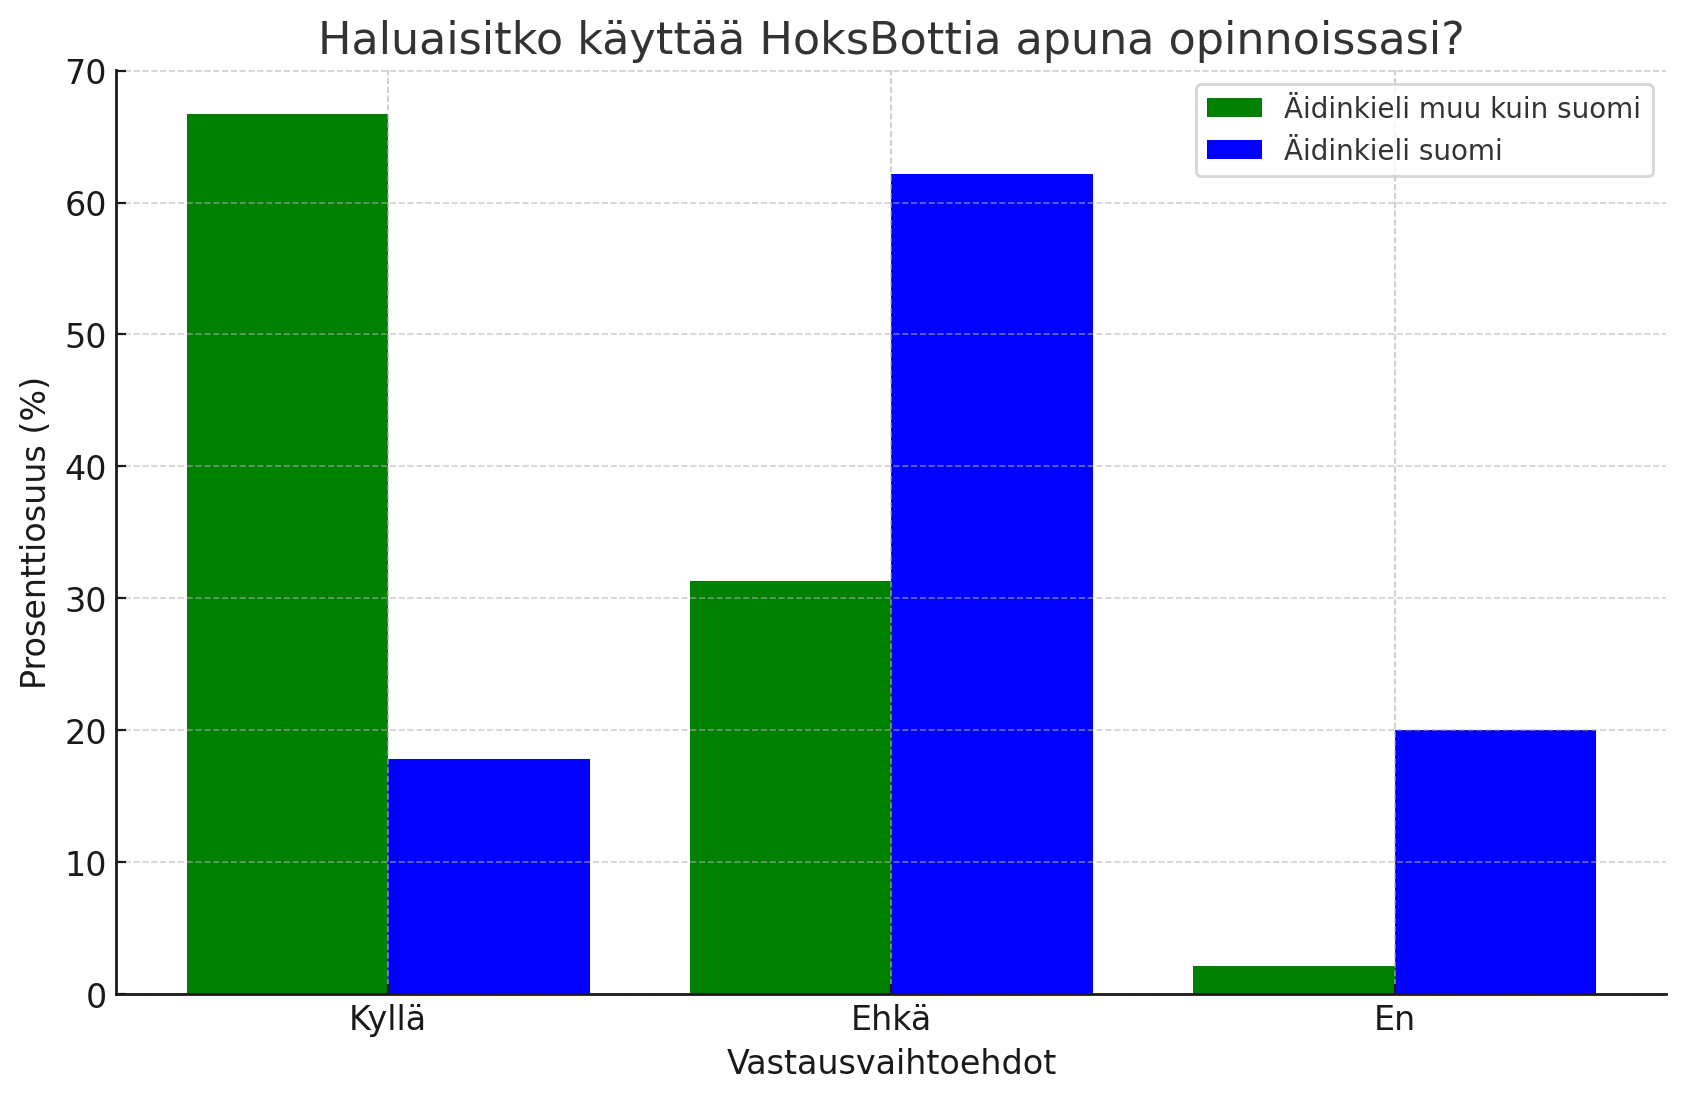 Haluaisitko käyttää HoksBottia apuna opinnoissasi?
Äidinkieli muu kuin suomi
Äidinkieli suomi
Prosenttiosuus (%)
70
60
50
40
30
20
10
0
Kyllä
Ehkä
En
Vastausvaihtoehdot